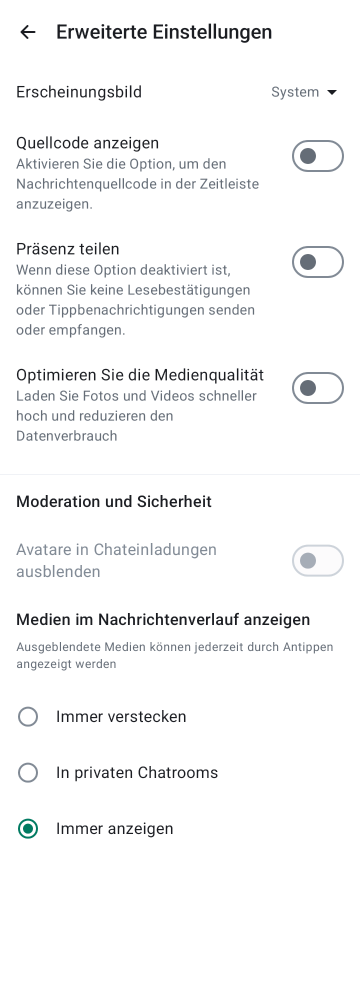 Erweiterte Einstellungen
Erscheinungsbild
System
Quellcode anzeigen
Aktivieren Sie die Option, um den
Nachrichtenquellcode in der Zeitleiste
anzuzeigen.
Präsenz teilen
Wenn diese Option deaktiviert ist,
können Sie keine Lesebestätigungen
oder Tippbenachrichtigungen senden
oder empfangen.
Optimieren Sie die Medienqualität
Laden Sie Fotos und Videos schneller
hoch und reduzieren den
Datenverbrauch
Moderation und Sicherheit
Avatare in Chateinladungen
ausblenden
Medien im Nachrichtenverlauf anzeigen
Ausgeblendete Medien können jederzeit durch Antippen
angezeigt werden
Immer verstecken
In privaten Chatrooms
Immer anzeigen